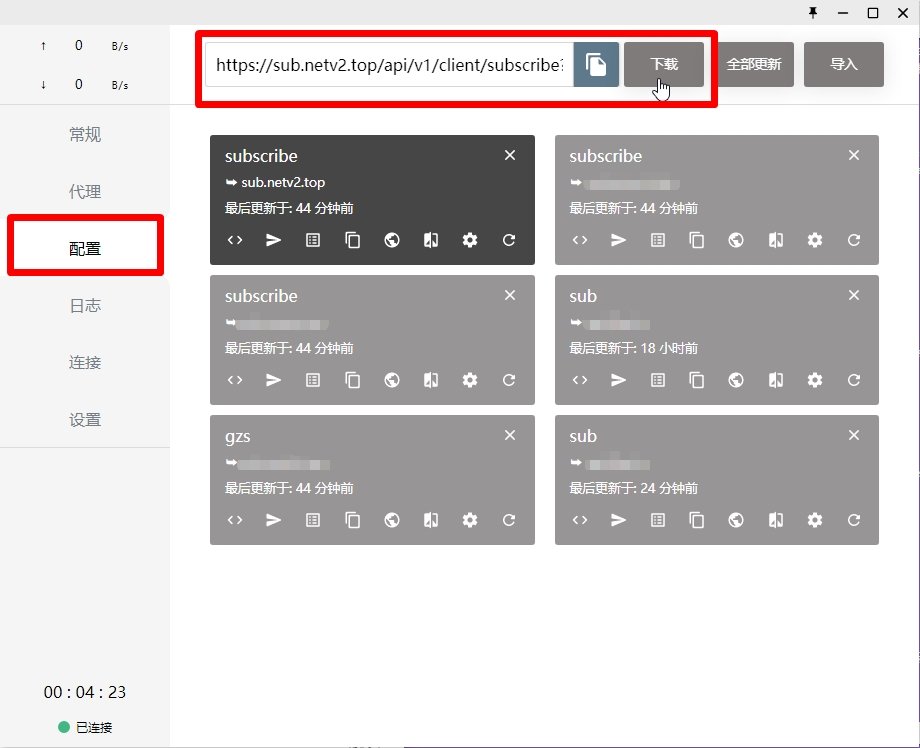 ↑ 0 B/s
↓ 0 B/s
常规
代理
配置
日志
连接
设置
00 : 04 : 23
已连接
https://sub.netv2.top/api/v1/client/subscribe?
下载
全部更新
导入
subscribe
sub.netv2.top
最后更新于: 44 分钟前
subscribe
最后更新于: 44 分钟前
subscribe
最后更新于: 44 分钟前
sub
最后更新于: 18 小时前
gzs
最后更新于: 44 分钟前
sub
最后更新于: 24 分钟前